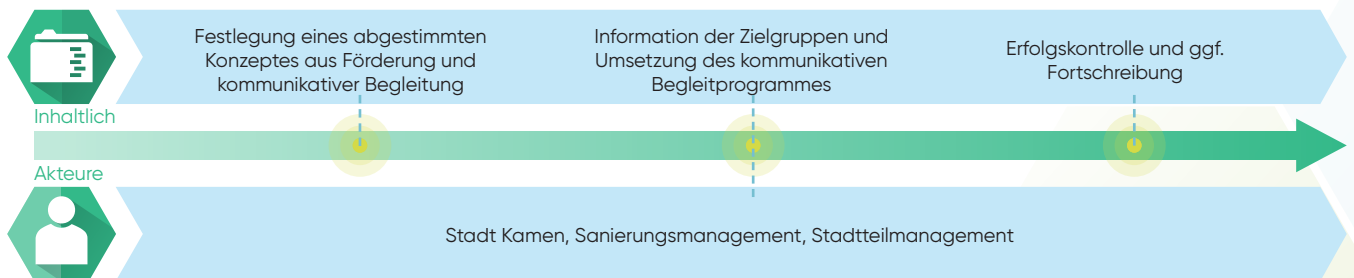 Festlegung eines abgestimmten
Konzeptes aus Förderung und
kommunikativer Begleitung
Information der Zielgruppen und
Umsetzung des kommunikativen
Begleitprogrammes
Erfolgskontrolle und ggf.
Fortschreibung
Inhaltlich
Akteure
Stadt Kamen, Sanierungsmanagement, Stadtteilmanagement